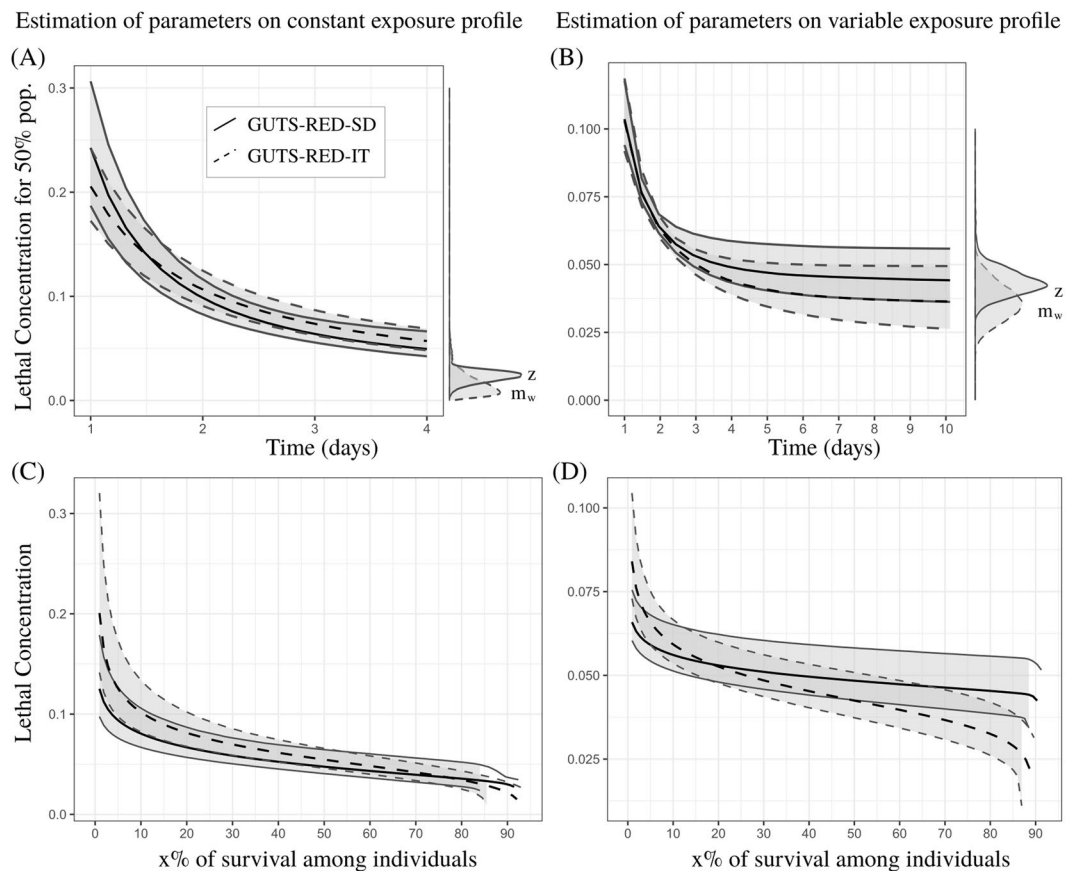 Estimation of parameters on constant exposure profile
Estimation of parameters on variable exposure profile
(A)
Lethal Concentration for 50% pop.
0.3
0.2
0.1
0.0
GUTS-RED-SD
GUTS-RED-IT
z
m_w
1 2 3 4
Time (days)
(B)
0.100
0.075
0.050
0.025
0.000
z
m_w
1 2 3 4 5 6 7 8 9 10
Time (days)
(C)
Lethal Concentration
0.3
0.2
0.1
0.0
0 10 20 30 40 50 60 70 80 90
x% of survival among individuals
(D)
0.100
0.075
0.050
0.025
0 10 20 30 40 50 60 70 80 90
x% of survival among individuals